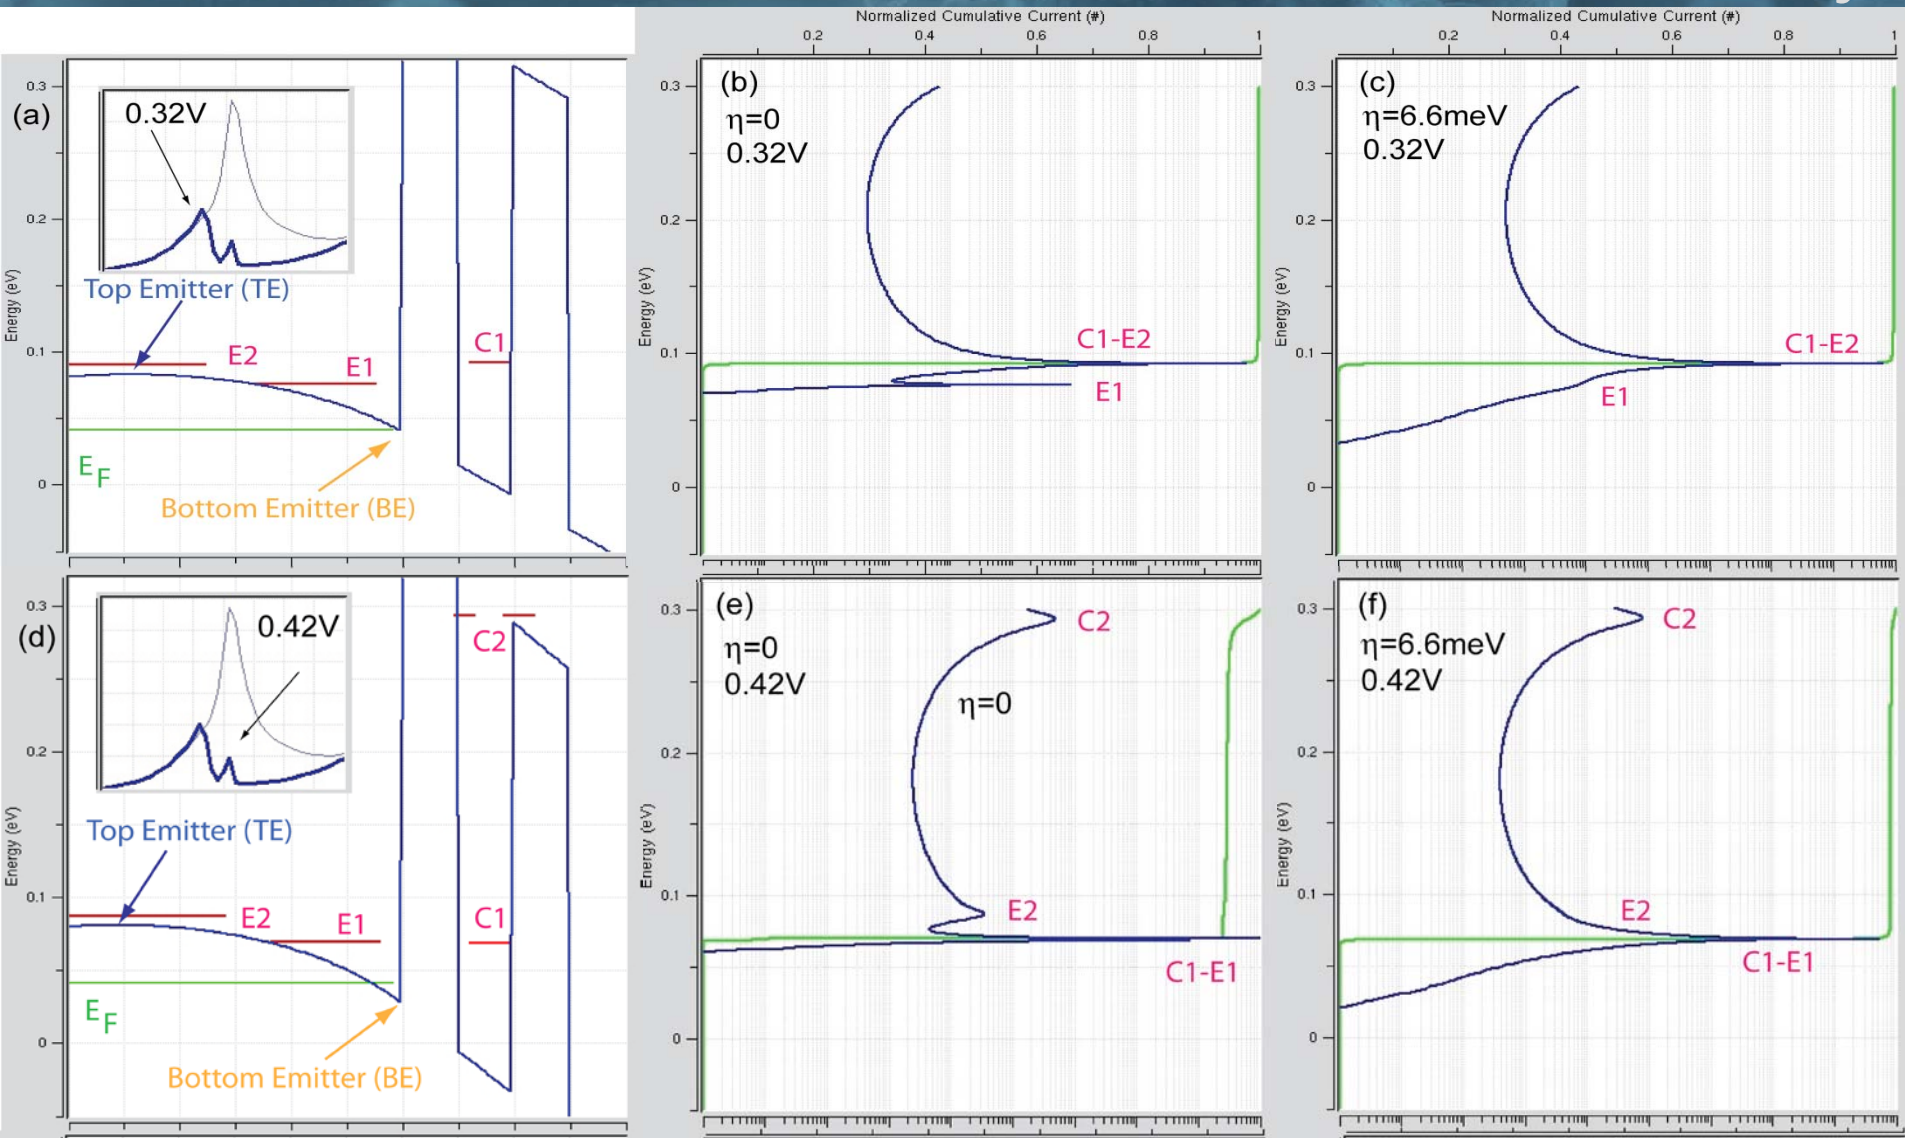 Normalized Cumulative Current (#)
0.2 0.4 0.6 0.8 1
Normalized Cumulative Current (#)
0.2 0.4 0.6 0.8 1
(a)
0.32V
Top Emitter (TE)
E2
E1
C1
EF
Bottom Emitter (BE)
Energy (eV)
0.3
0.2
0.1
0
(b)
η=0
0.32V
C1-E2
E1
Energy (eV)
0.3
0.2
0.1
0
(c)
η=6.6meV
0.32V
C1-E2
E1
Energy (eV)
0.3
0.2
0.1
0
(d)
0.42V
C2
Top Emitter (TE)
E2
E1
C1
EF
Bottom Emitter (BE)
Energy (eV)
0.3
0.2
0.1
0
(e)
η=0
0.42V
C2
η=0
E2
C1-E1
Energy (eV)
0.3
0.2
0.1
0
(f)
η=6.6meV
0.42V
C2
E2
C1-E1
Energy (eV)
0.3
0.2
0.1
0